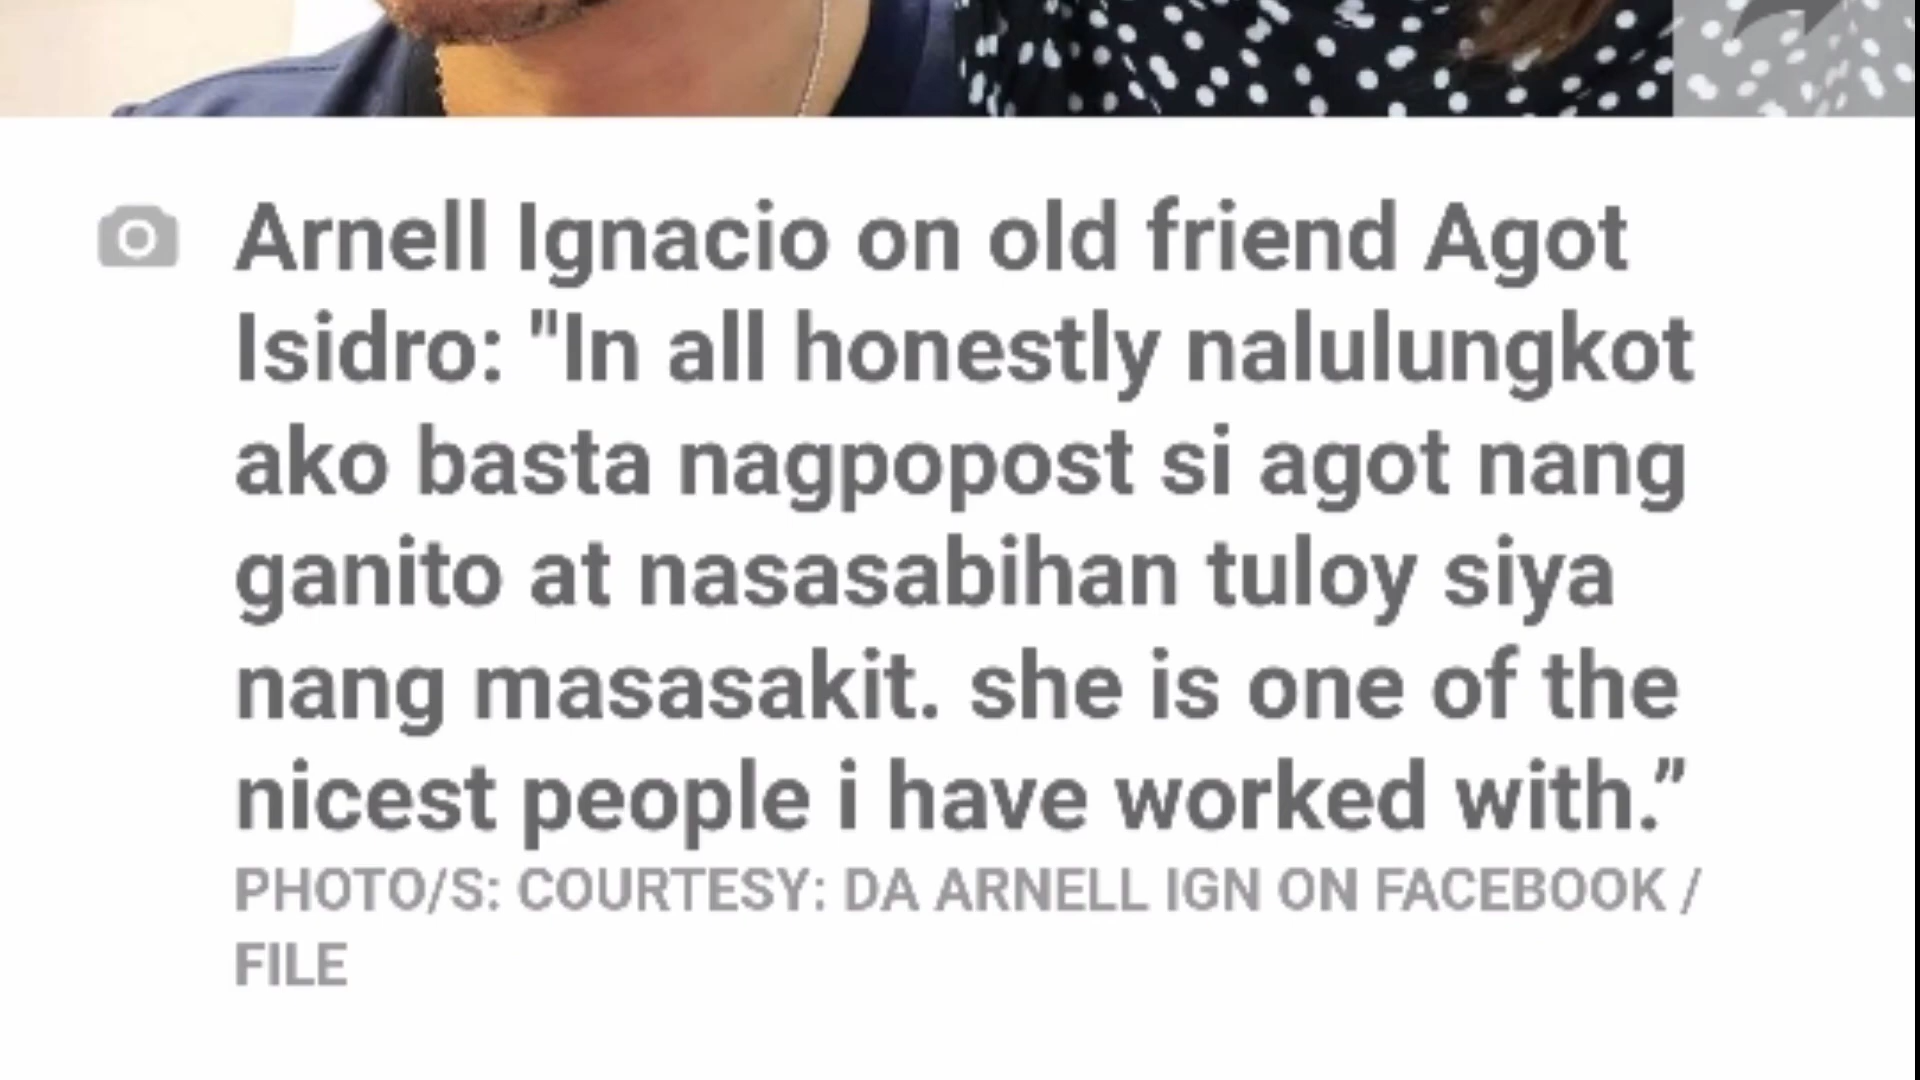 Arnell Ignacio on old friend Agot
Isidro: "In all honestly nalulungkot
ako basta nagpopost si agot nang
ganito at nasasabihan tuloy siya
nang masasakit. she is one of the
nicest people i have worked with.”
PHOTO/S: COURTESY: DA ARNELL IGN ON FACEBOOK /
FILE